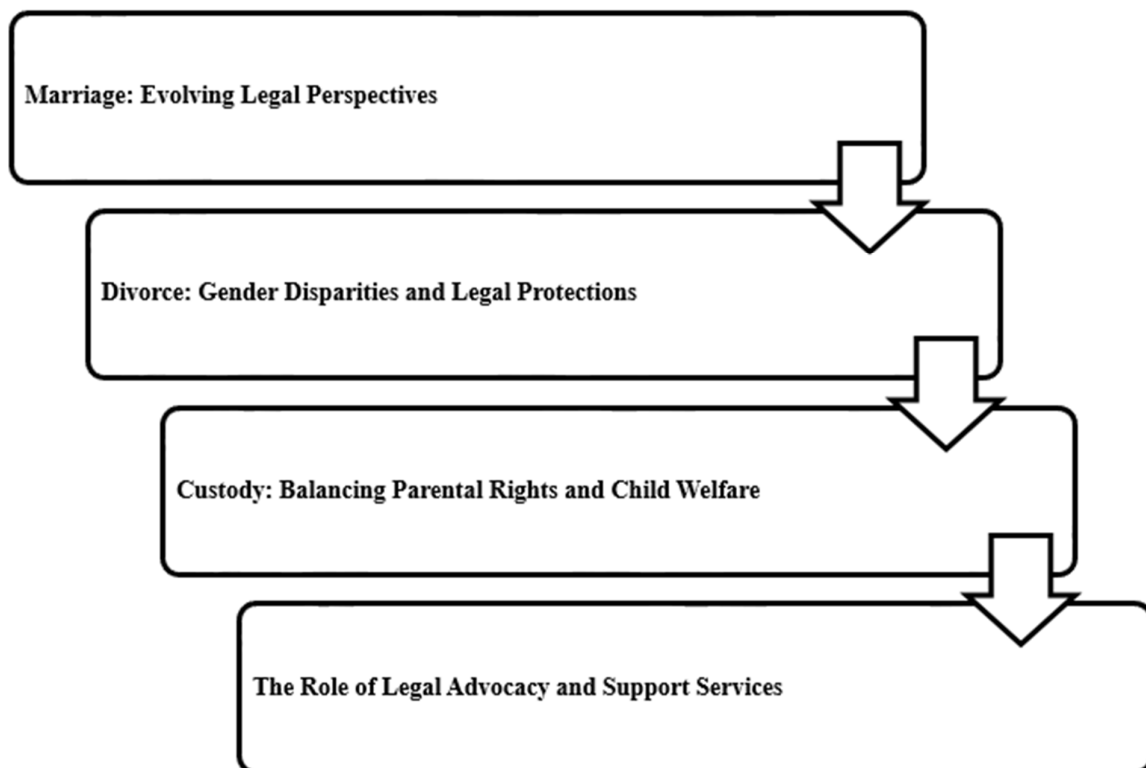 Marriage: Evolving Legal Perspectives
Divorce: Gender Disparities and Legal Protections
Custody: Balancing Parental Rights and Child Welfare
The Role of Legal Advocacy and Support Services